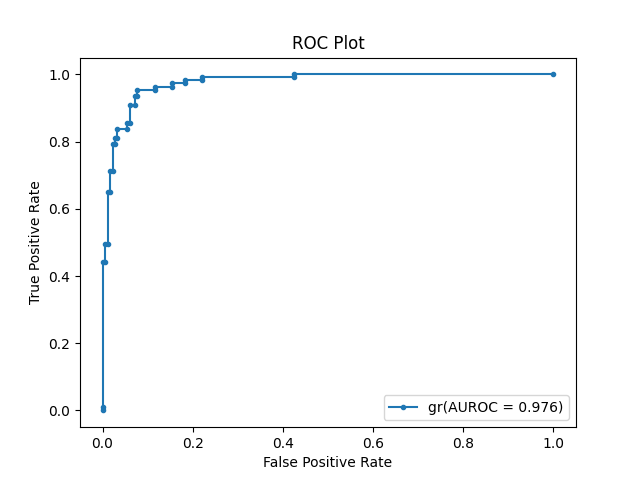 ROC Plot
True Positive Rate
1.0
0.8
0.6
0.4
0.2
0.0
gr(AUROC = 0.976)
0.0 0.2 0.4 0.6 0.8 1.0
False Positive Rate